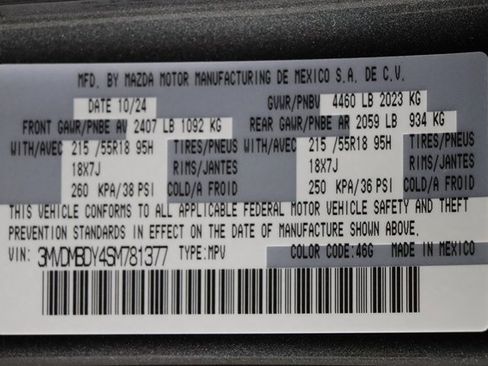 MFD. BY MAZDA MOTOR MANUFACTURING DE MEXICO S.A. DE C.V.
DATE 10/24 GVWR/PNBV 4460 LB 2023 KG
FRONT GAWR/PNBE AV 2407 LB 1092 KG REAR GAWR/PNBE AR 2059 LB 934 KG
WITH/AVEC 215/55R18 95H TIRES/PNEUS WITH/AVEC 215/55R18 95H TIRES/PNEUS
18X7J RIMS/JANTES 18X7J RIMS/JANTES
260 KPA/38 PSI COLD/A FROID 250 KPA/36 PSI COLD/A FROID
THIS VEHICLE CONFORMS TO ALL APPLICABLE FEDERAL MOTOR VEHICLE SAFETY AND THEFT
PREVENTION STANDARDS IN EFFECT ON THE DATE OF MANUFACTURE SHOWN ABOVE.
VIN: 3MVDMBDY4SM781377 TYPE: MPV COLOR CODE: 46G MADE IN MEXICO